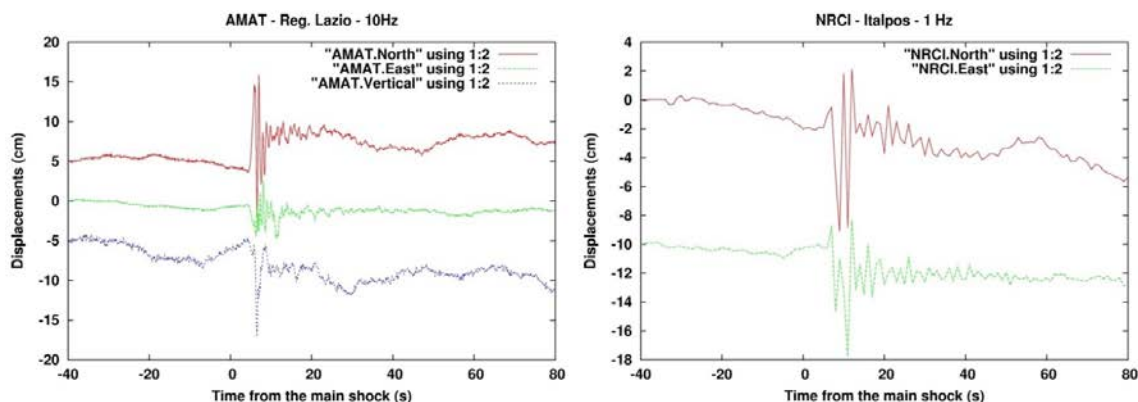 AMAT - Reg. Lazio - 10Hz
20
15
10
5
0
-5
-10
-15
-20
Displacements (cm)
"AMAT.North" using 1:2
"AMAT.East" using 1:2
"AMAT.Vertical" using 1:2
-40 -20 0 20 40 60 80
Time from the main shock (s)
NRCI - Italpos - 1 Hz
4
2
0
-2
-4
-6
-8
-10
-12
-14
-16
-18
Displacements (cm)
"NRCI.North" using 1:2
"NRCI.East" using 1:2
-40 -20 0 20 40 60 80
Time from the main shock (s)